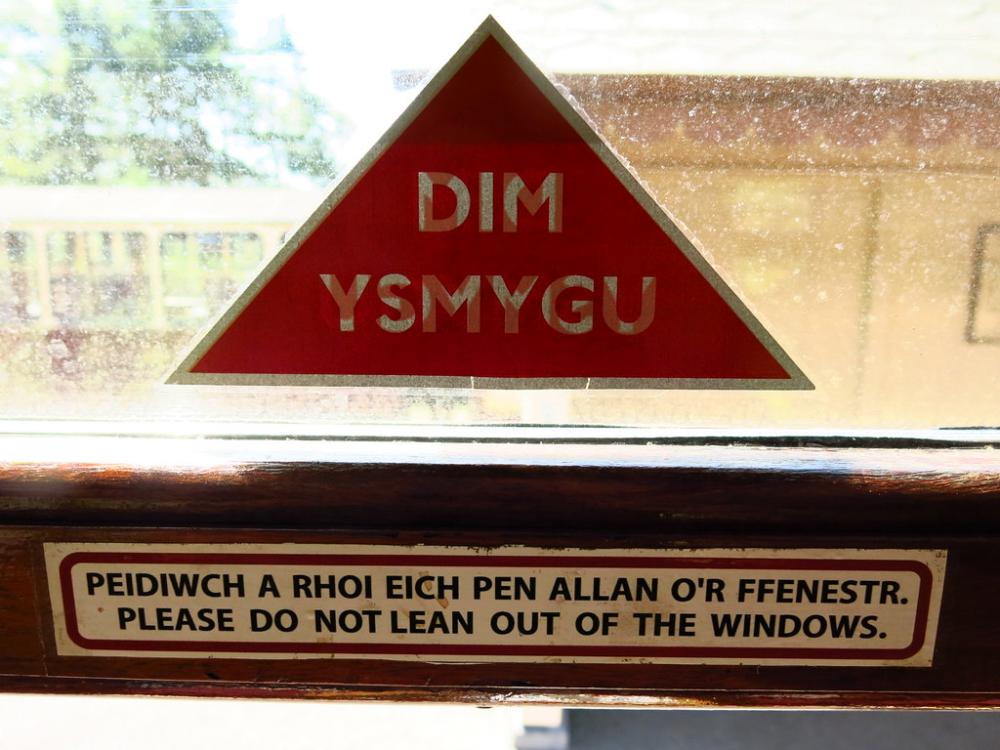 DIM
YSMYGU
PEIDIWCH A RHOI EICH PEN ALLAN O'R FFENESTR.
PLEASE DO NOT LEAN OUT OF THE WINDOWS.